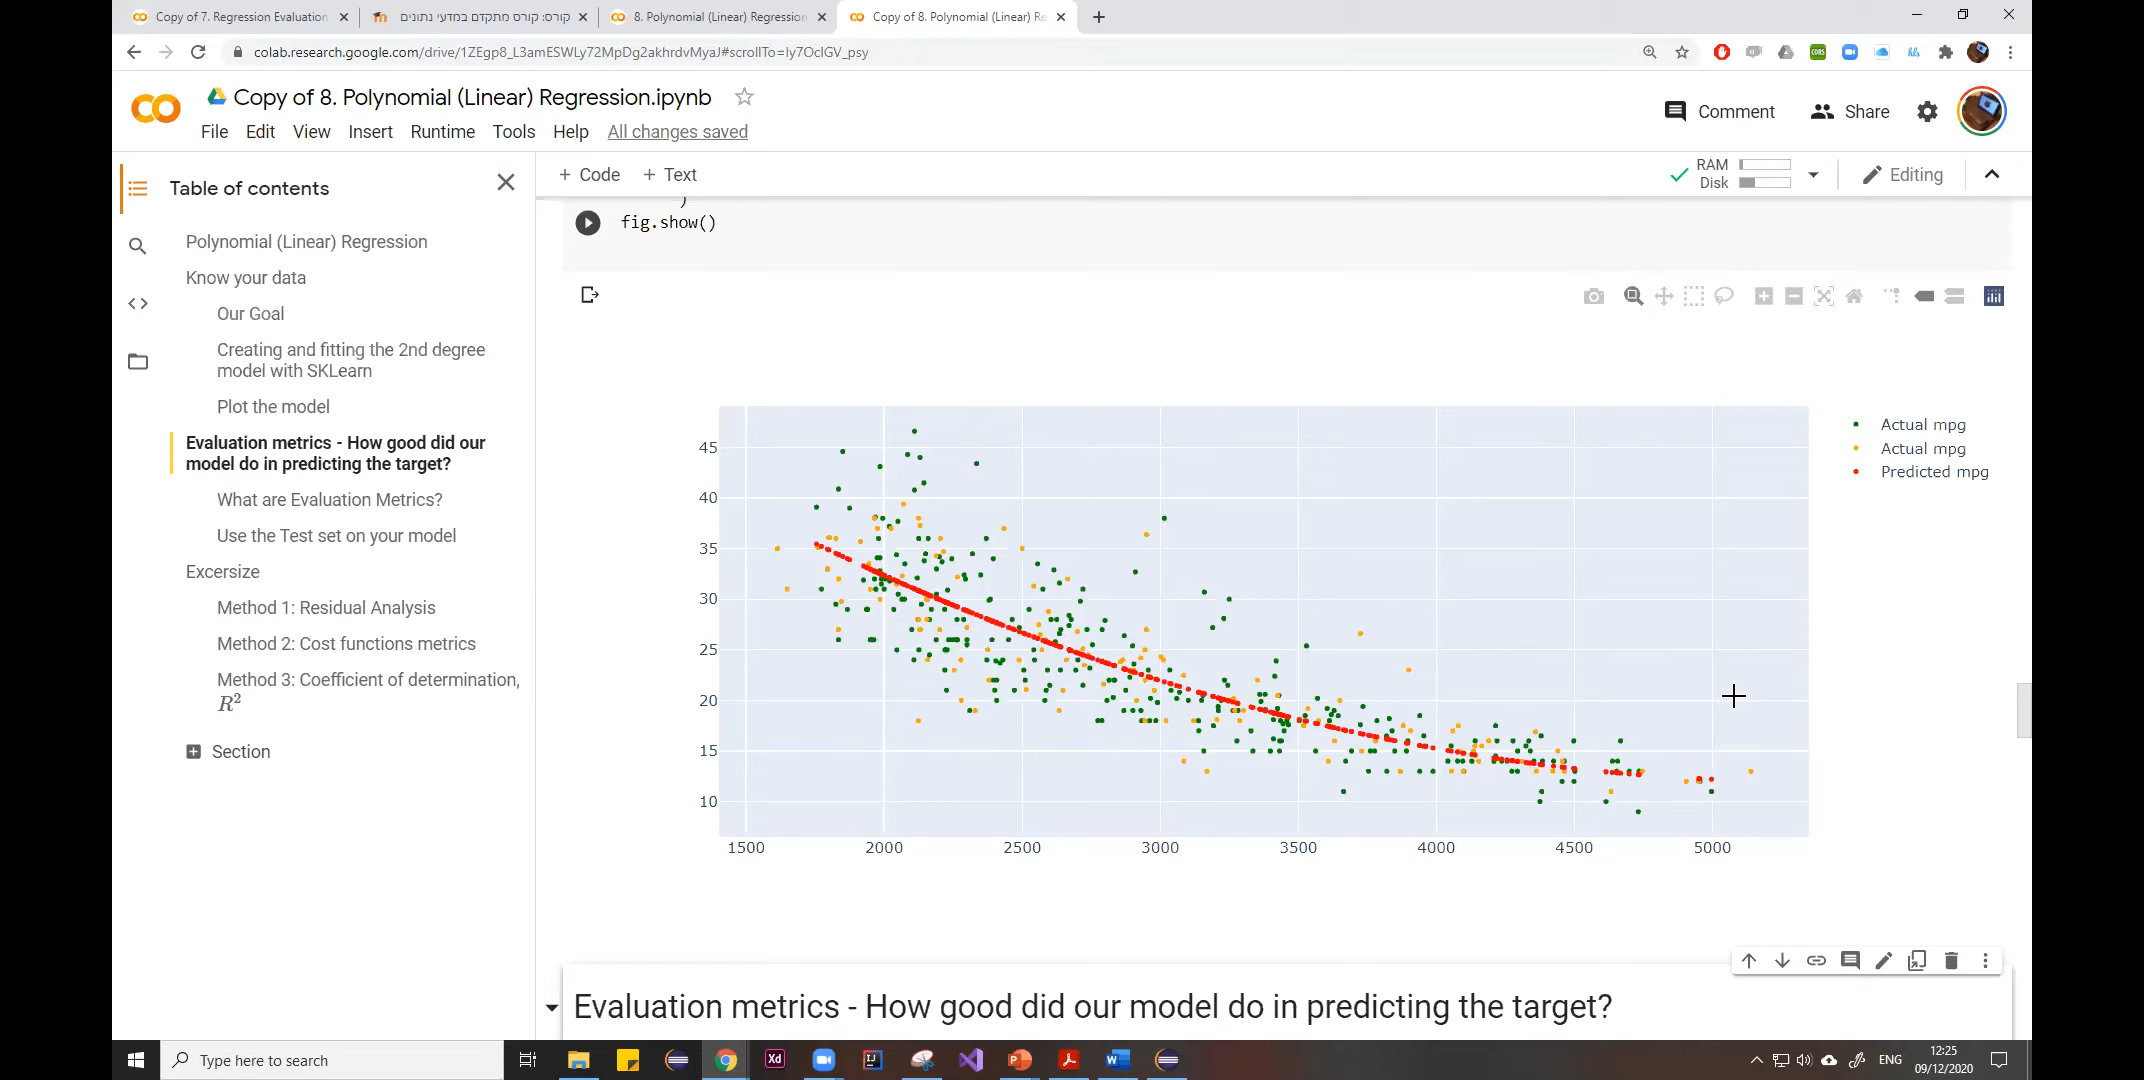 Copy of 7. Regression Evaluation
קורס: קורס מתקדם במדעי נתונים
8. Polynomial (Linear) Regression
Copy of 8. Polynomial (Linear) Re
colab.research.google.com/drive/1ZEgp8_L3amESWLy72MpDg2akhrdvMyaJ#scrollTo=ly7OclGV_psy
Copy of 8. Polynomial (Linear) Regression.ipynb
Comment
Share
File Edit View Insert Runtime Tools Help All changes saved
Table of contents
+ Code + Text
RAM
Disk
Editing
Polynomial (Linear) Regression
Know your data
Our Goal
Creating and fitting the 2nd degree
model with SKLearn
Plot the model
Evaluation metrics - How good did our
model do in predicting the target?
What are Evaluation Metrics?
Use the Test set on your model
Excersize
Method 1: Residual Analysis
Method 2: Cost functions metrics
Method 3: Coefficient of determination,
R²
Section
)
fig.show()
45
40
35
30
25
20
15
10
1500 2000 2500 3000 3500 4000 4500 5000
Actual mpg
Actual mpg
Predicted mpg
Evaluation metrics - How good did our model do in predicting the target?
Type here to search
Xd
ENG
12:25
09/12/2020